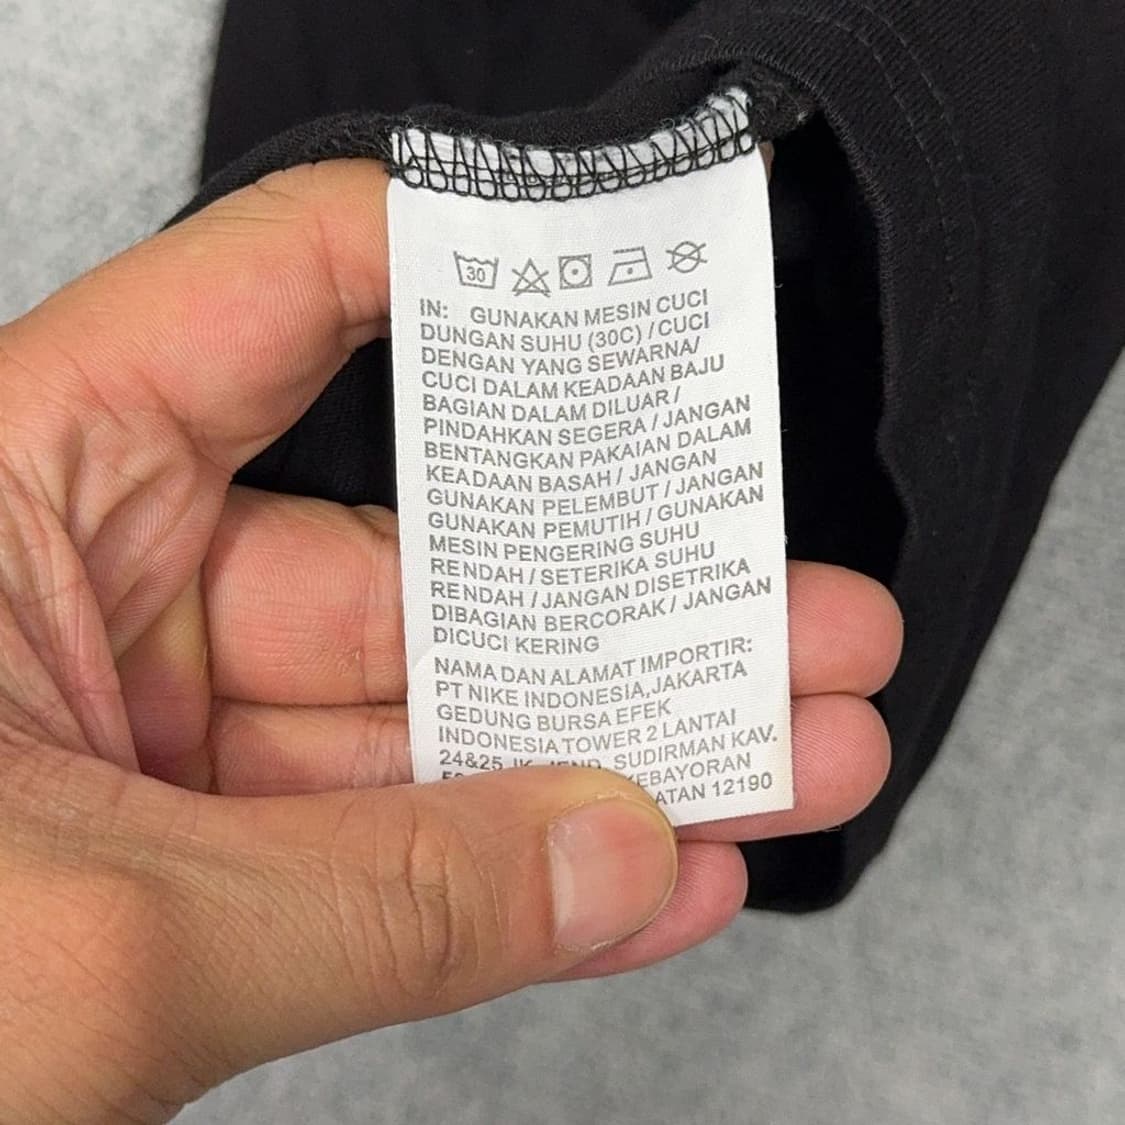 30
IN: GUNAKAN MESIN CUCI
DUNGAN SUHU (30C) / CUCI
DENGAN YANG SEWARNA/
CUCI DALAM KEADAAN BAJU
BAGIAN DALAM DILUAR /
PINDAHKAN SEGERA / JANGAN
BENTANGKAN PAKAIAN DALAM
KEADAAN BASAH / JANGAN
GUNAKAN PELEMBUT / JANGAN
GUNAKAN PEMUTIH / GUNAKAN
MESIN PENGERING SUHU
RENDAH / SETERIKA SUHU
RENDAH / JANGAN DISETRIKA
DIBAGIAN BERCORAK / JANGAN
DICUCI KERING
NAMA DAN ALAMAT IMPORTIR:
PT NIKE INDONESIA,JAKARTA
GEDUNG BURSA EFEK
INDONESIA TOWER 2 LANTAI
24&25 SUDIRMAN KAV.
KEBAYORAN
12190